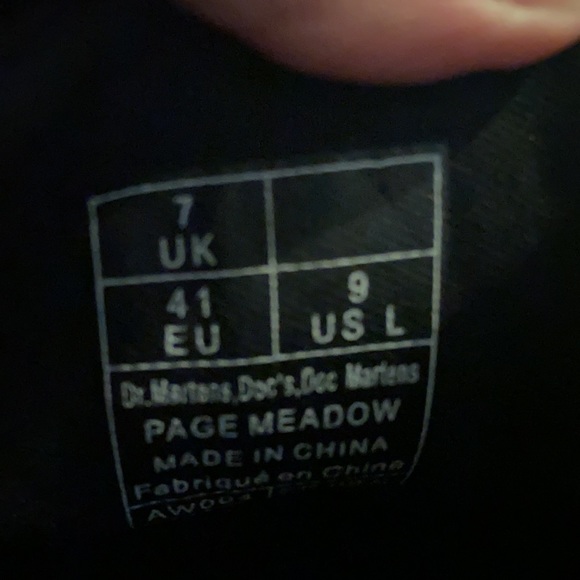 7
UK
41
EU
9
US L
Dr.Martens,Doc's,Doc Martens
PAGE MEADOW
MADE IN CHINA
Fabriqué en Chine